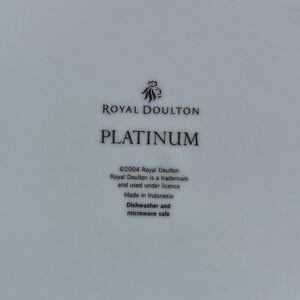 ROYAL DOULTON
PLATINUM
©2004 Royal Doulton
Royal Doulton is a trademark
and used under licence
Made in Indonesia
Dishwasher and
microwave safe